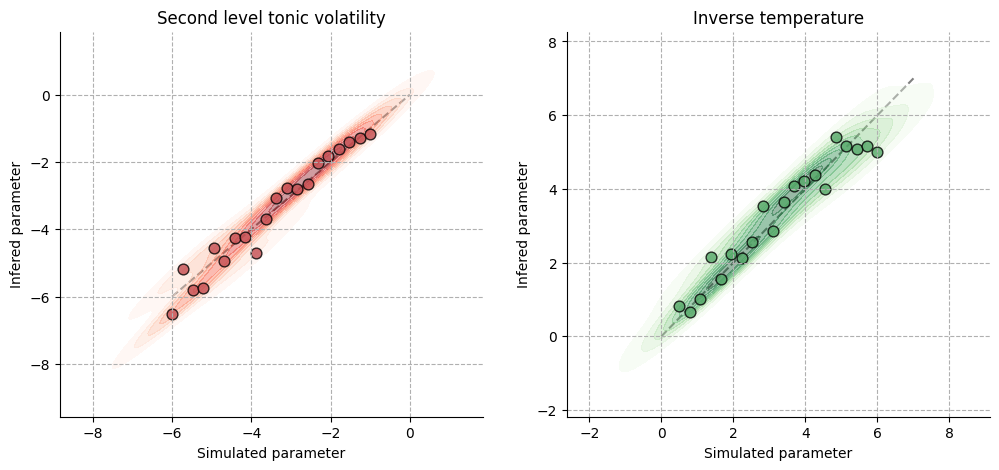 Second level tonic volatility
0
−2
−4
−6
−8
Infered parameter
−8 −6 −4 −2 0
Simulated parameter
Inverse temperature
8
6
4
2
0
−2
Infered parameter
−2 0 2 4 6 8
Simulated parameter